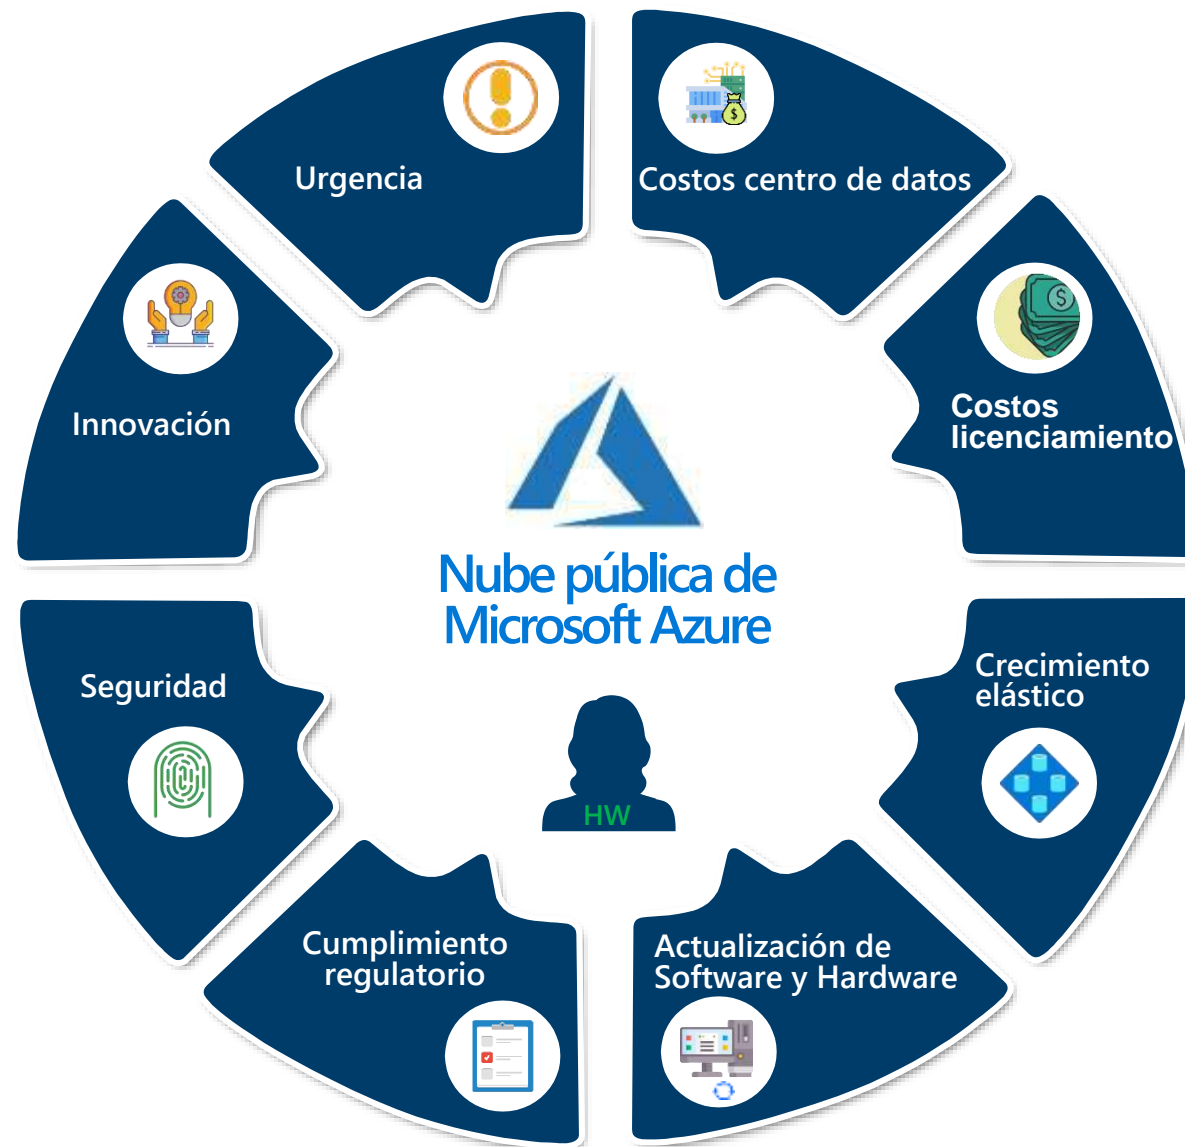 Urgencia
Costos centro de datos
Costos
licenciamiento
Innovación
Nube pública de
Microsoft Azure
Seguridad
Crecimiento
elástico
HW
Cumplimiento
regulatorio
Actualización de
Software y Hardware